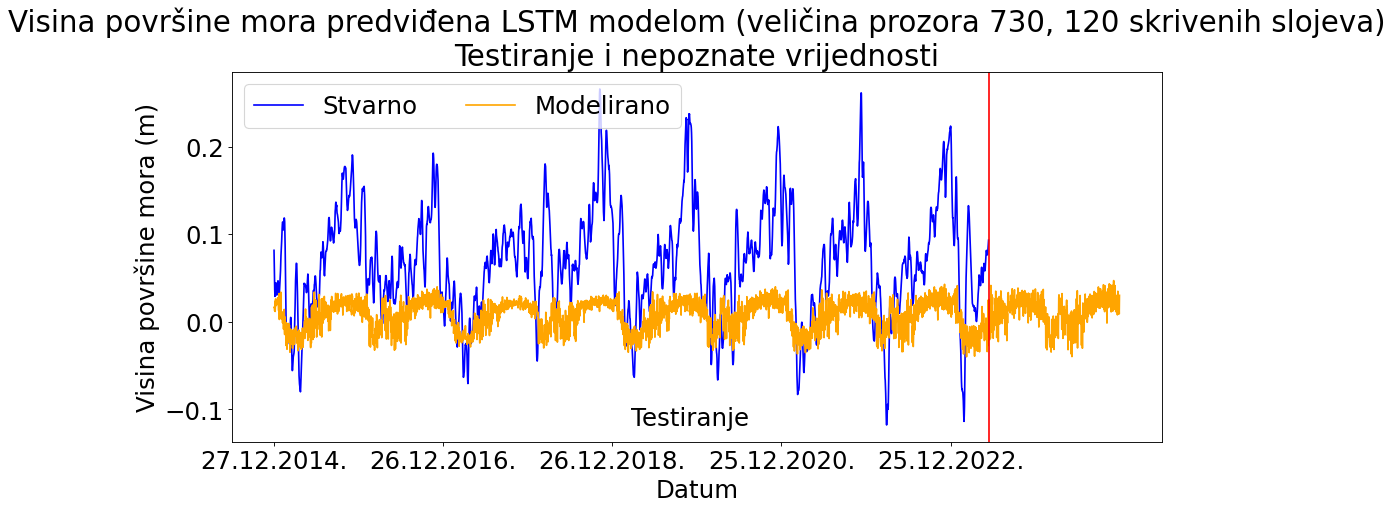 Visina površine mora predviđena LSTM modelom (veličina prozora 730, 120 skrivenih slojeva)
Testiranje i nepoznate vrijednosti
Stvarno Modelirano
Visina površine mora (m)
0.2
0.1
0.0
−0.1
Testiranje
27.12.2014. 26.12.2016. 26.12.2018. 25.12.2020. 25.12.2022.
Datum